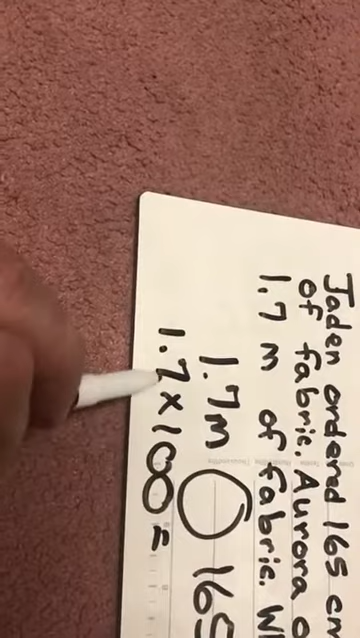 Jaden ordered 165 cm
of fabric. Aurora
1.7 m of fabric.
1.7m ◯ 165
1.7×100=